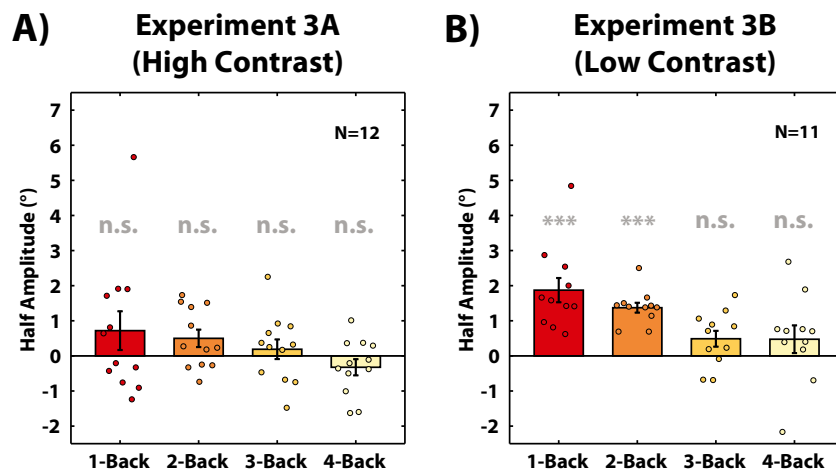 A)
Experiment 3A
(High Contrast)
7
6
5
4
3
2
1
0
-1
-2
Half Amplitude (°)
N=12
n.s. n.s. n.s. n.s.
1-Back 2-Back 3-Back 4-Back
B)
Experiment 3B
(Low Contrast)
7
6
5
4
3
2
1
0
-1
-2
Half Amplitude (°)
N=11
*** *** n.s. n.s.
1-Back 2-Back 3-Back 4-Back